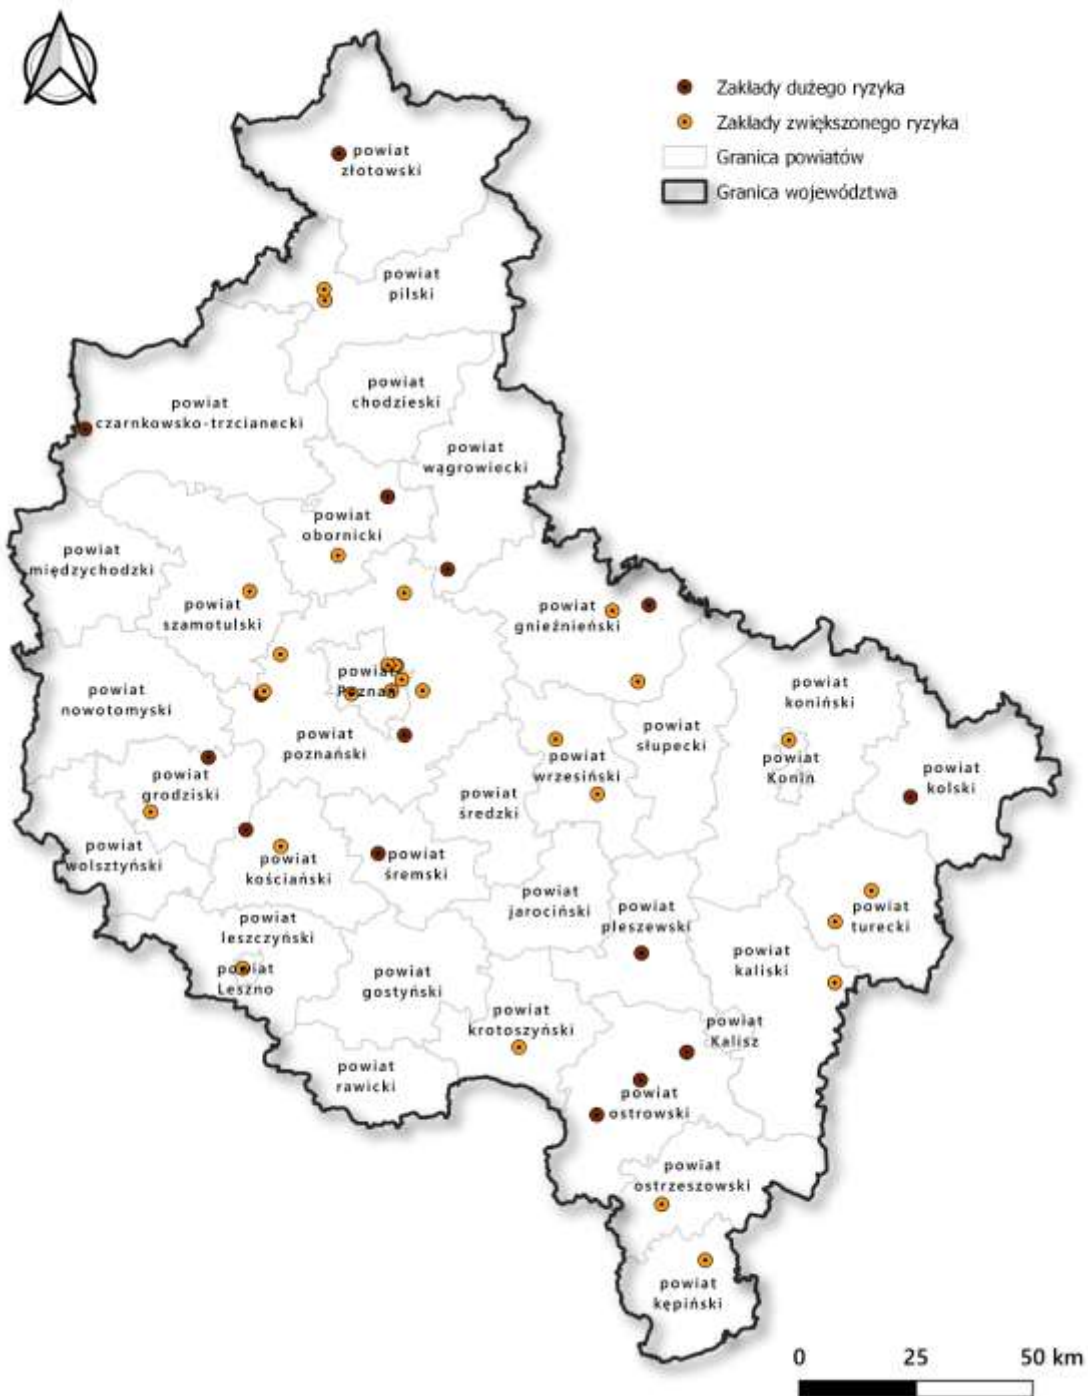 Zakłady dużego ryzyka
Zakłady zwiększonego ryzyka
Granica powiatów
Granica województwa
powiat
złotowski
powiat
pilski
powiat
chodzieski
powiat
czarnkowsko-trzcianecki
powiat
wągrowiecki
powiat
obornicki
powiat
międzychodzki
powiat
szamotulski
powiat
gnieźnieński
powiat
Poznań
powiat
nowotomyski
powiat
koniński
powiat
słupecki
powiat
poznański
powiat
wrzesiński
powiat
Konin
powiat
kolski
powiat
grodziski
powiat
średzki
powiat
wolsztyński
powiat
kościański
powiat
śremski
powiat
jarociński
powiat
pleszewski
powiat
turecki
powiat
leszczyński
powiat
kaliski
powiat
Leszno
powiat
gostyński
powiat
krotoszyński
powiat
Kalisz
powiat
rawicki
powiat
ostrowski
powiat
ostrzeszowski
powiat
kępiński
0 25 50 km